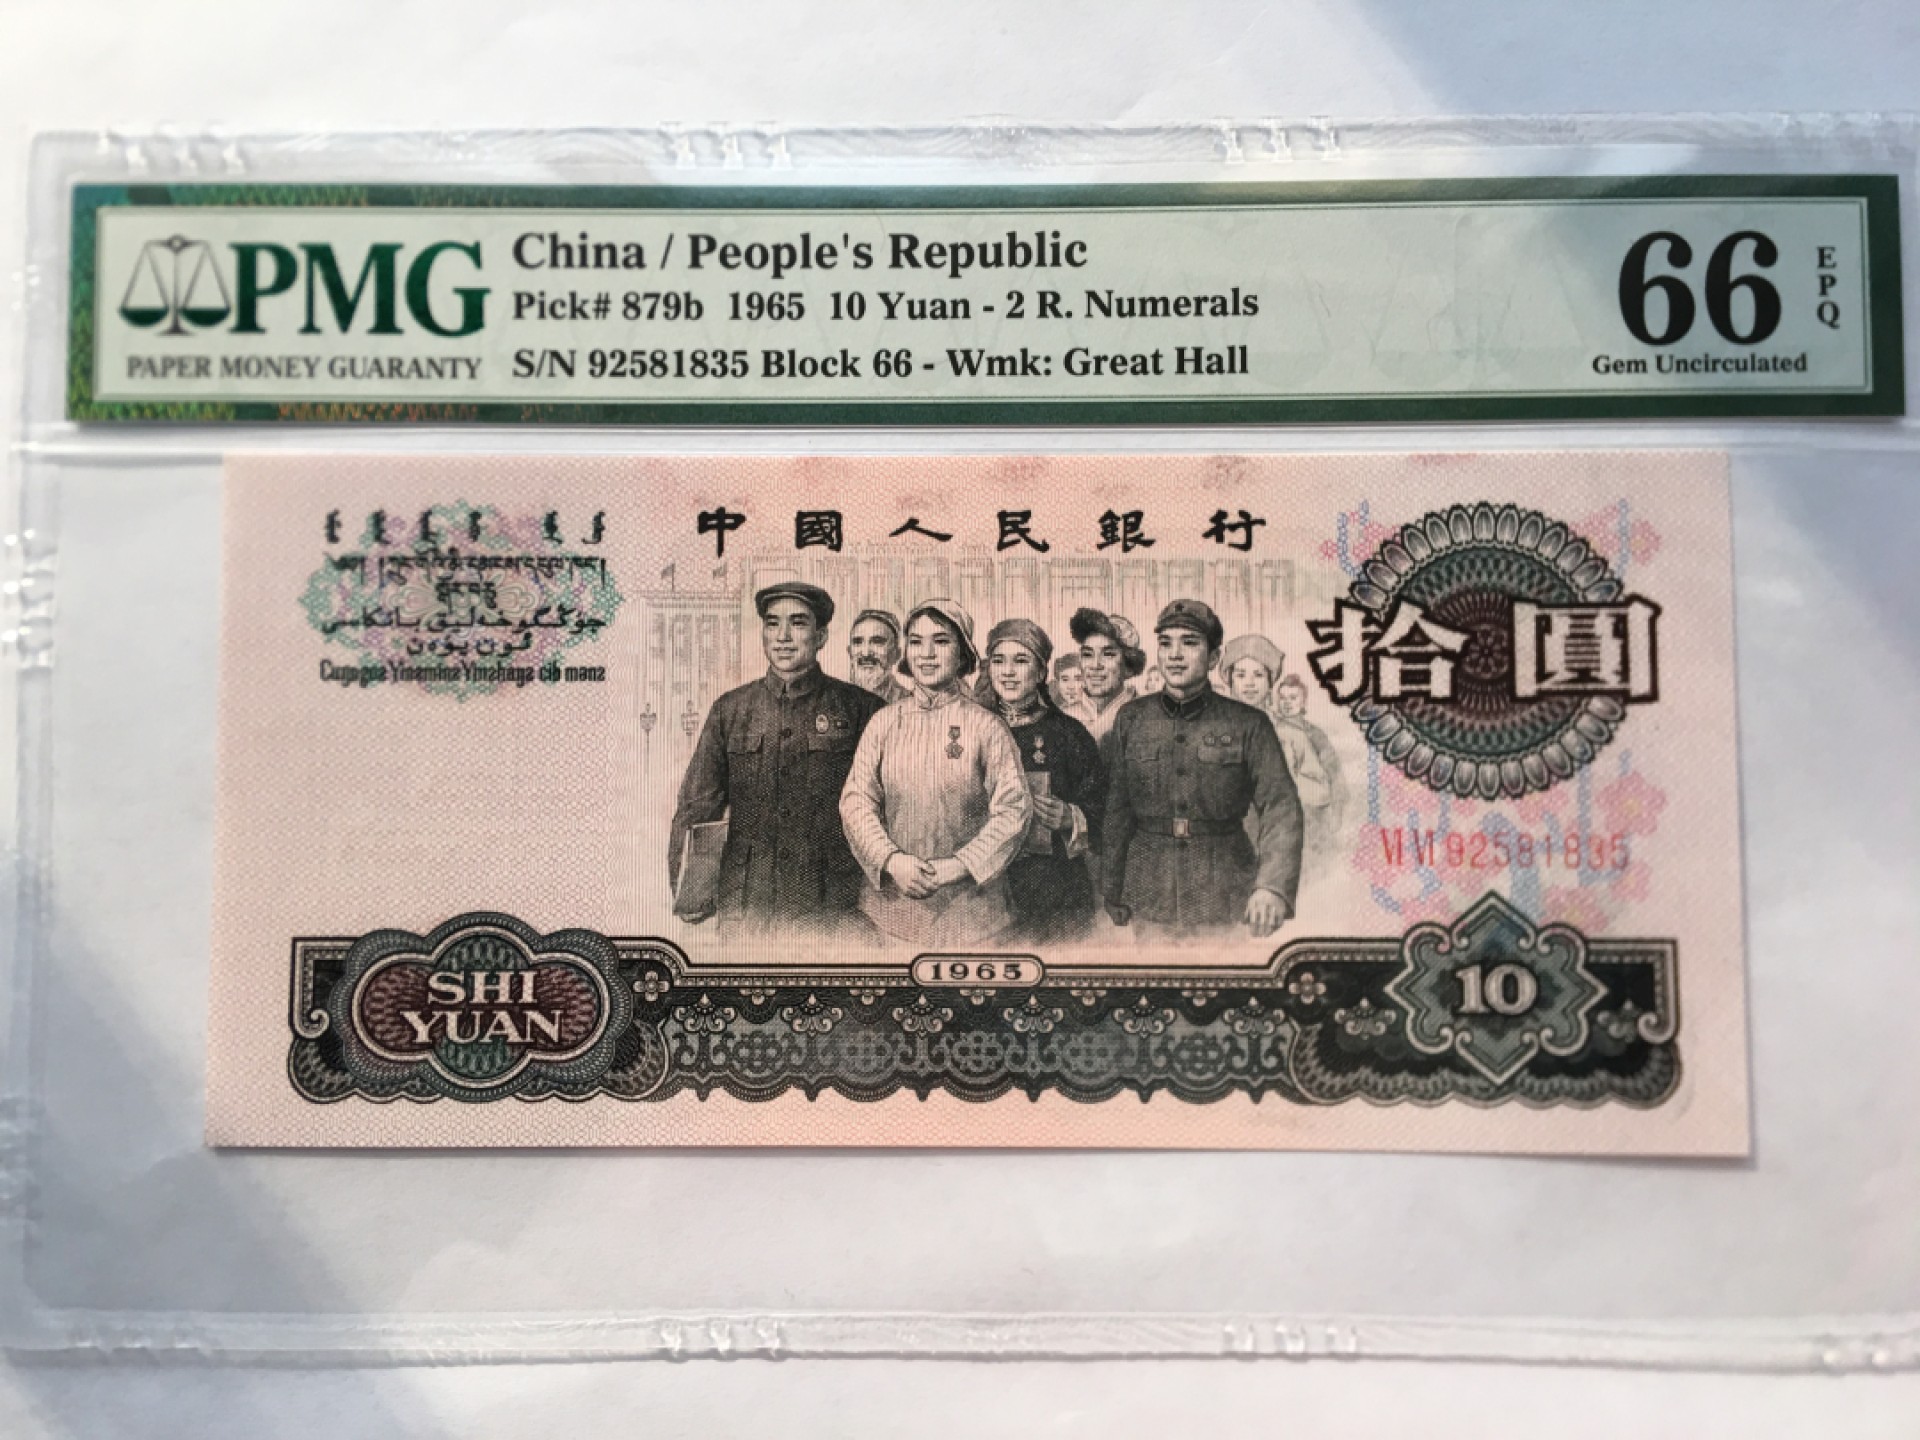 PMG
PAPER MONEY GUARANTY
China / People's Republic
Pick# 879b 1965 10 Yuan - 2 R. Numerals
S/N 92581835 Block 66 - Wmk: Great Hall
66
EPQ
Gem Uncirculated
中國人民銀行
拾圓
VI VI 92581835
1965
SHI
YUAN
10